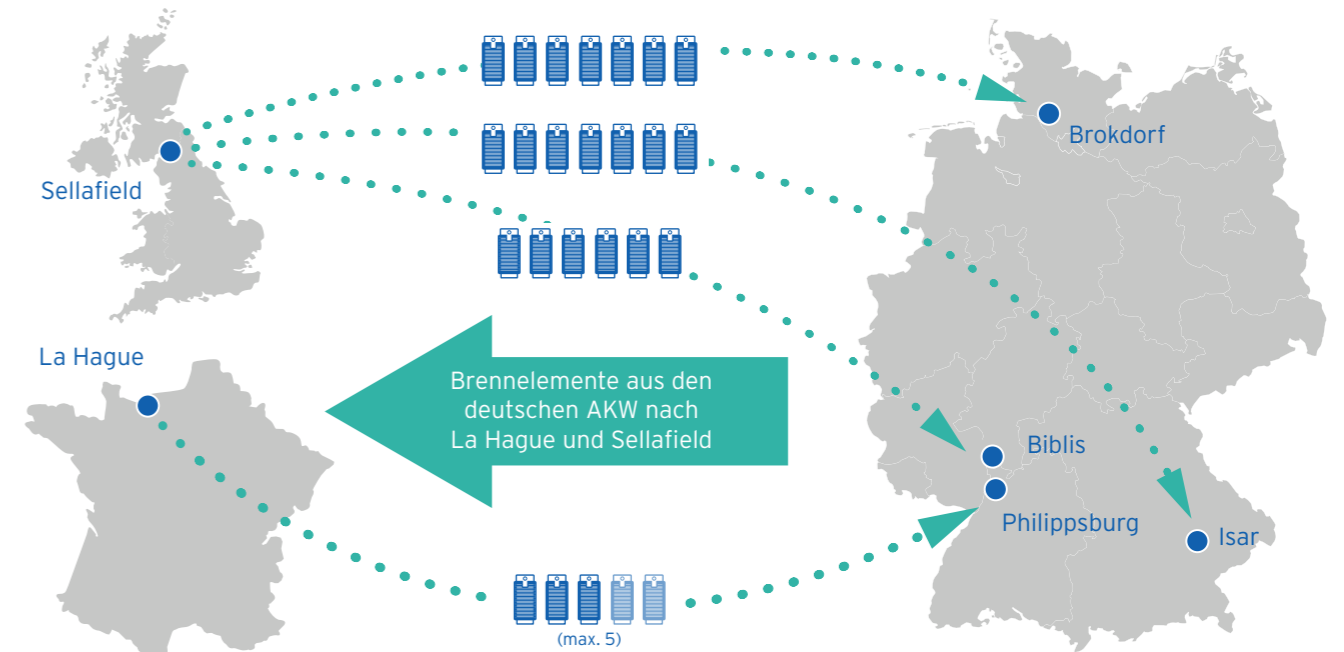 Brokdorf
Sellafield
La Hague
Brennelemente aus den
deutschen AKW nach
La Hague und Sellafield
Biblis
Philippsburg
Isar
(max. 5)